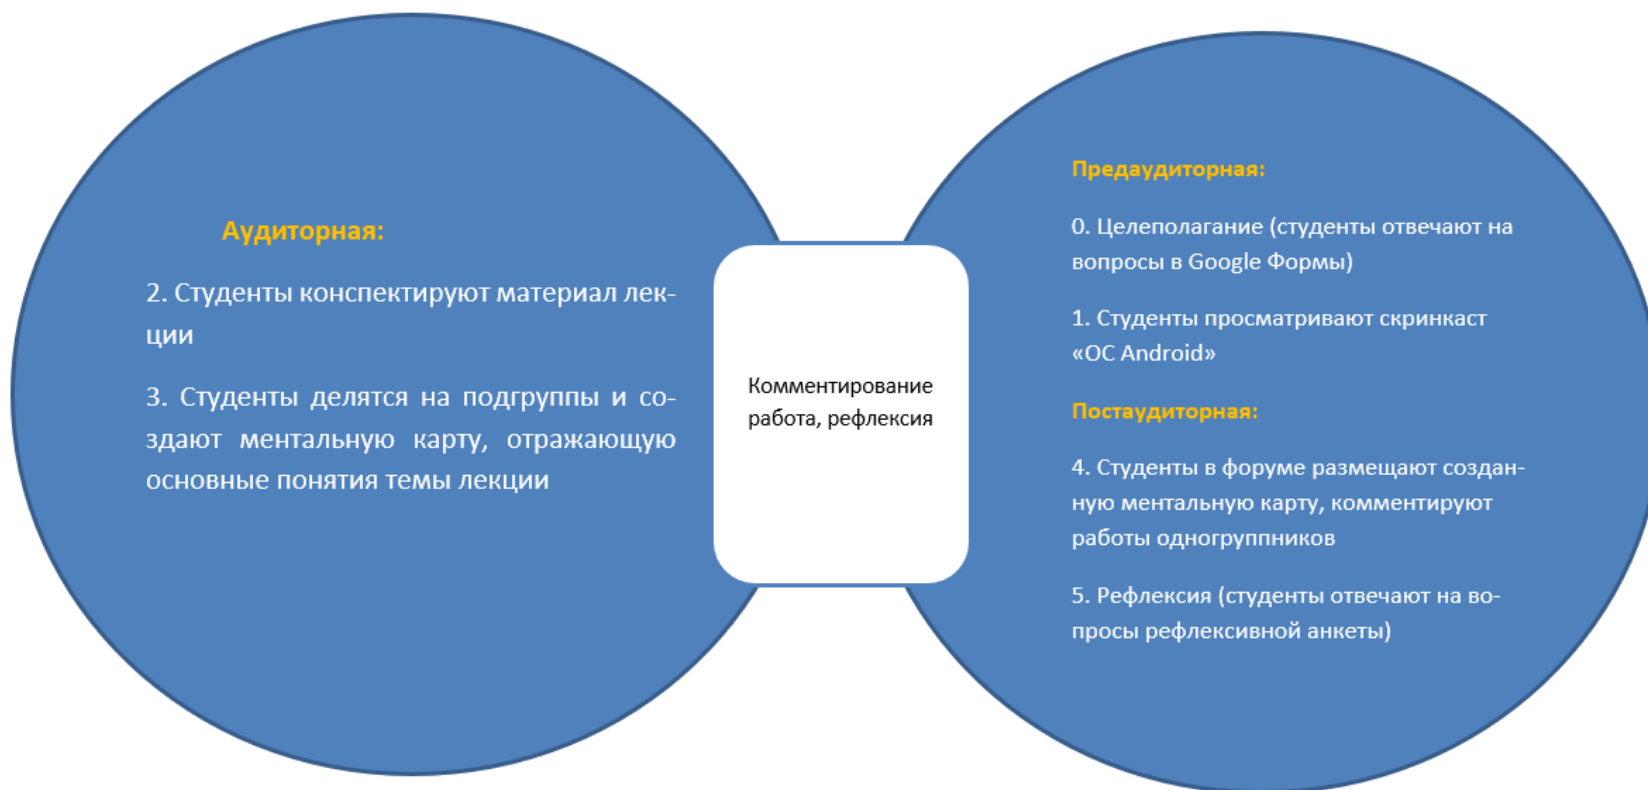 Аудиторная:
2. Студенты конспектируют материал лек-
ции
3. Студенты делятся на подгруппы и со-
здают ментальную карту, отражающую
основные понятия темы лекции
Комментирование
работа, рефлексия
Предаудиторная:
0. Целеполагание (студенты отвечают на
вопросы в Google Формы)
1. Студенты просматривают скринкаст
«ОС Android»
Постаудиторная:
4. Студенты в форуме размещают создан-
ную ментальную карту, комментируют
работы одногруппников
5. Рефлексия (студенты отвечают на во-
просы рефлексивной анкеты)